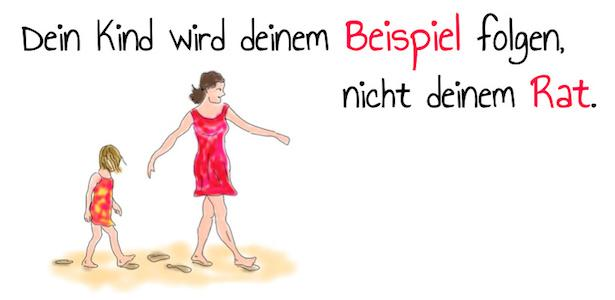 Dein Kind wird deinem Beispiel folgen,
nicht deinem Rat.